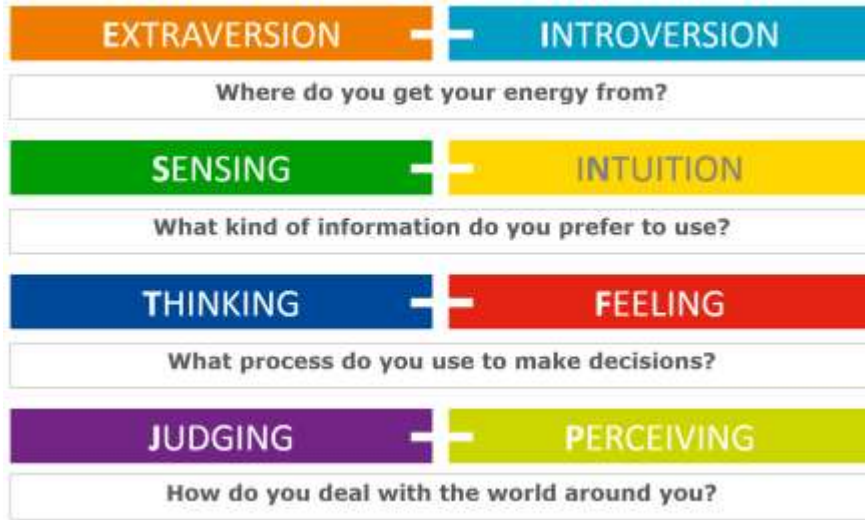 EXTRAVERSION INTROVERSION
Where do you get your energy from?
SENSING INTUITION
What kind of information do you prefer to use?
THINKING FEELING
What process do you use to make decisions?
JUDGING PERCEIVING
How do you deal with the world around you?